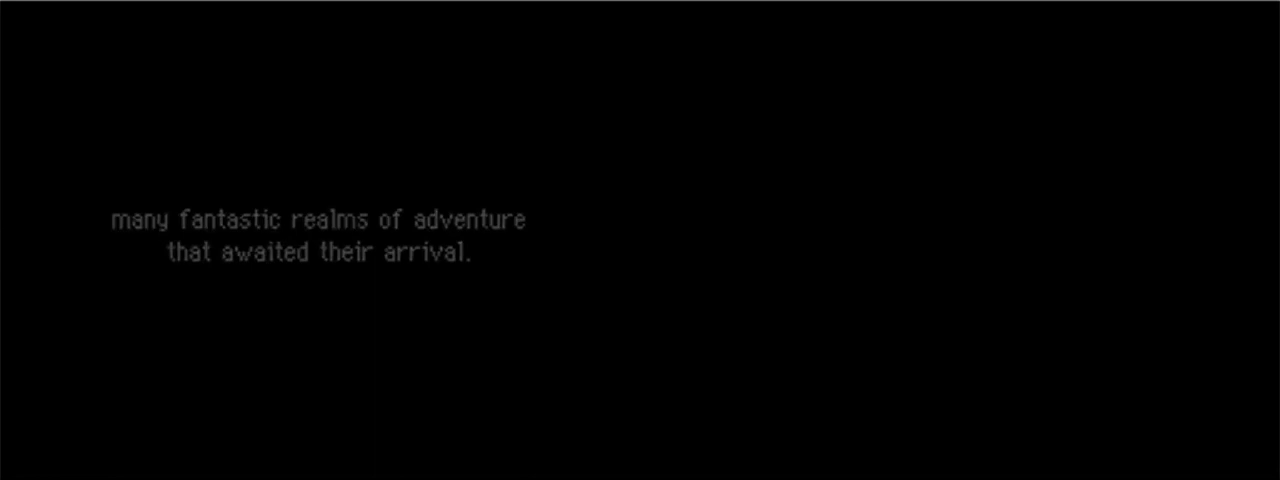 many fantastic realms of adventure
that awaited their arrival.